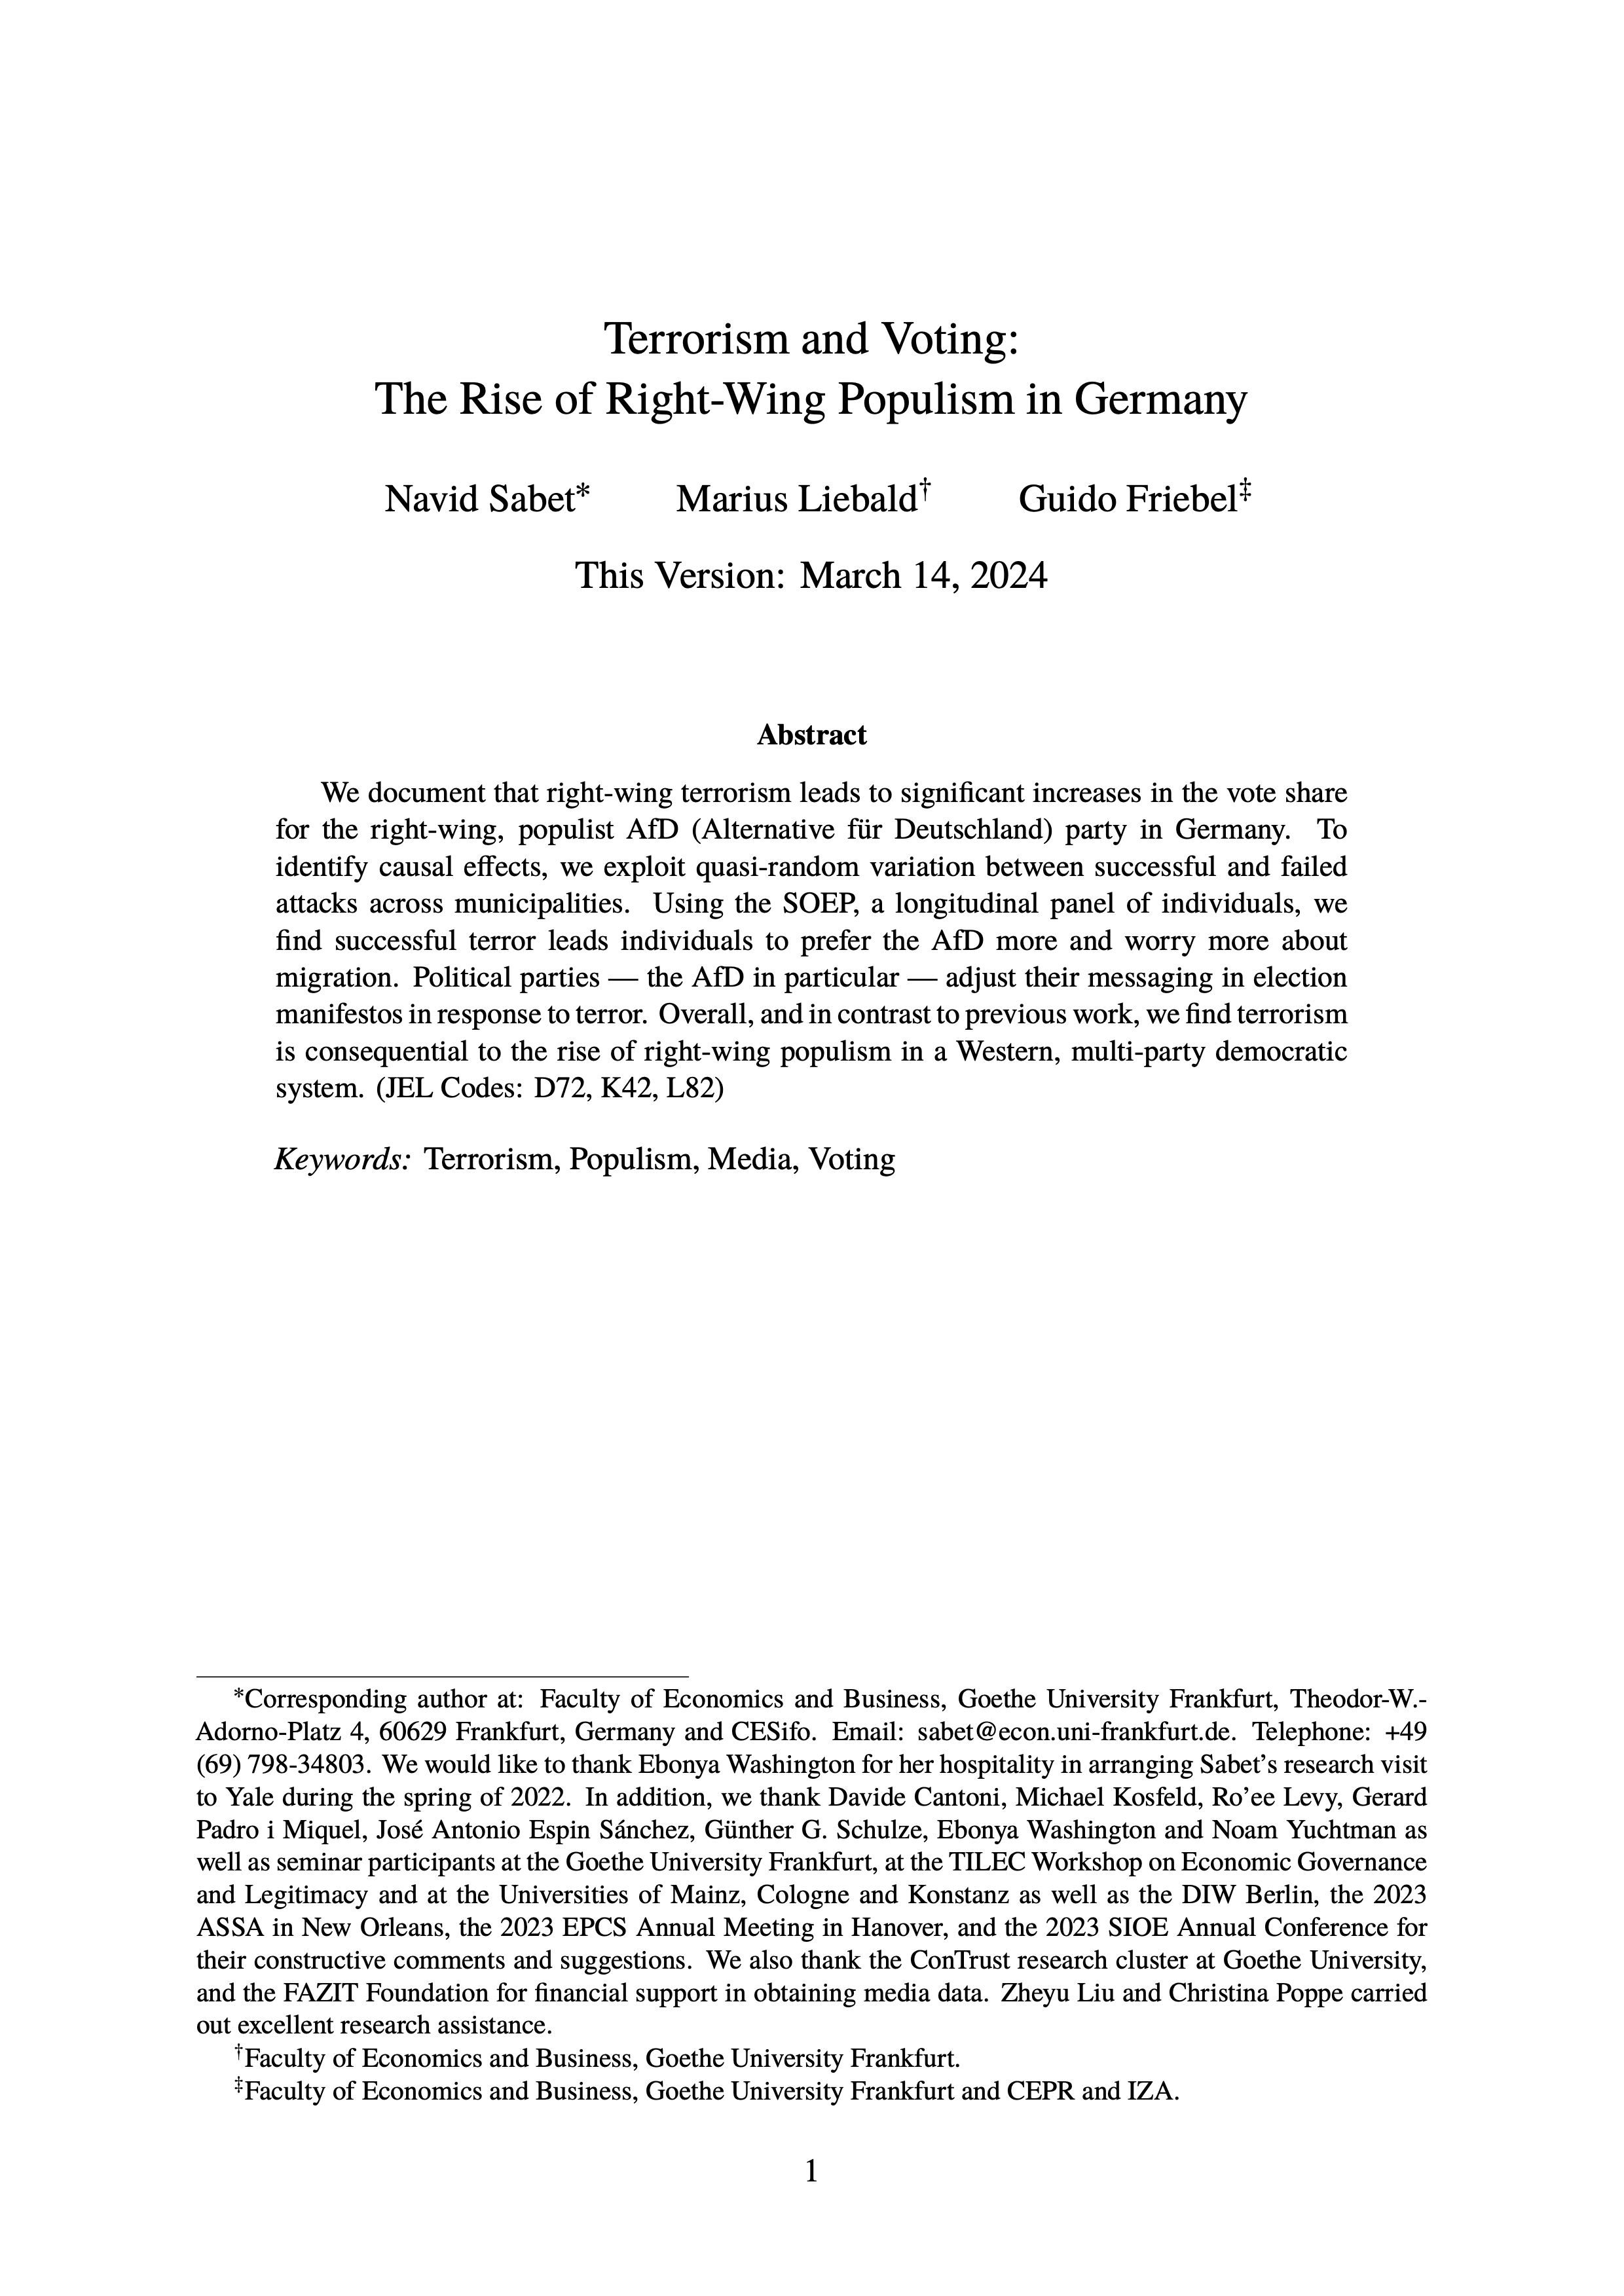 Terrorism and Voting:
The Rise of Right-Wing Populism in Germany
Navid Sabet* Marius Liebald† Guido Friebel‡
This Version: March 14, 2024
Abstract
We document that right-wing terrorism leads to significant increases in the vote share
for the right-wing, populist AfD (Alternative für Deutschland) party in Germany. To
identify causal effects, we exploit quasi-random variation between successful and failed
attacks across municipalities. Using the SOEP, a longitudinal panel of individuals, we
find successful terror leads individuals to prefer the AfD more and worry more about
migration. Political parties — the AfD in particular — adjust their messaging in election
manifestos in response to terror. Overall, and in contrast to previous work, we find terrorism
is consequential to the rise of right-wing populism in a Western, multi-party democratic
system. (JEL Codes: D72, K42, L82)
Keywords: Terrorism, Populism, Media, Voting
*Corresponding author at: Faculty of Economics and Business, Goethe University Frankfurt, Theodor-W.-
Adorno-Platz 4, 60629 Frankfurt, Germany and CESifo. Email: sabet@econ.uni-frankfurt.de. Telephone: +49
(69) 798-34803. We would like to thank Ebonya Washington for her hospitality in arranging Sabet's research visit
to Yale during the spring of 2022. In addition, we thank Davide Cantoni, Michael Kosfeld, Ro'ee Levy, Gerard
Padro i Miquel, José Antonio Espin Sánchez, Günther G. Schulze, Ebonya Washington and Noam Yuchtman as
well as seminar participants at the Goethe University Frankfurt, at the TILEC Workshop on Economic Governance
and Legitimacy and at the Universities of Mainz, Cologne and Konstanz as well as the DIW Berlin, the 2023
ASSA in New Orleans, the 2023 EPCS Annual Meeting in Hanover, and the 2023 SIOE Annual Conference for
their constructive comments and suggestions. We also thank the ConTrust research cluster at Goethe University,
and the FAZIT Foundation for financial support in obtaining media data. Zheyu Liu and Christina Poppe carried
out excellent research assistance.
†Faculty of Economics and Business, Goethe University Frankfurt.
‡Faculty of Economics and Business, Goethe University Frankfurt and CEPR and IZA.
1